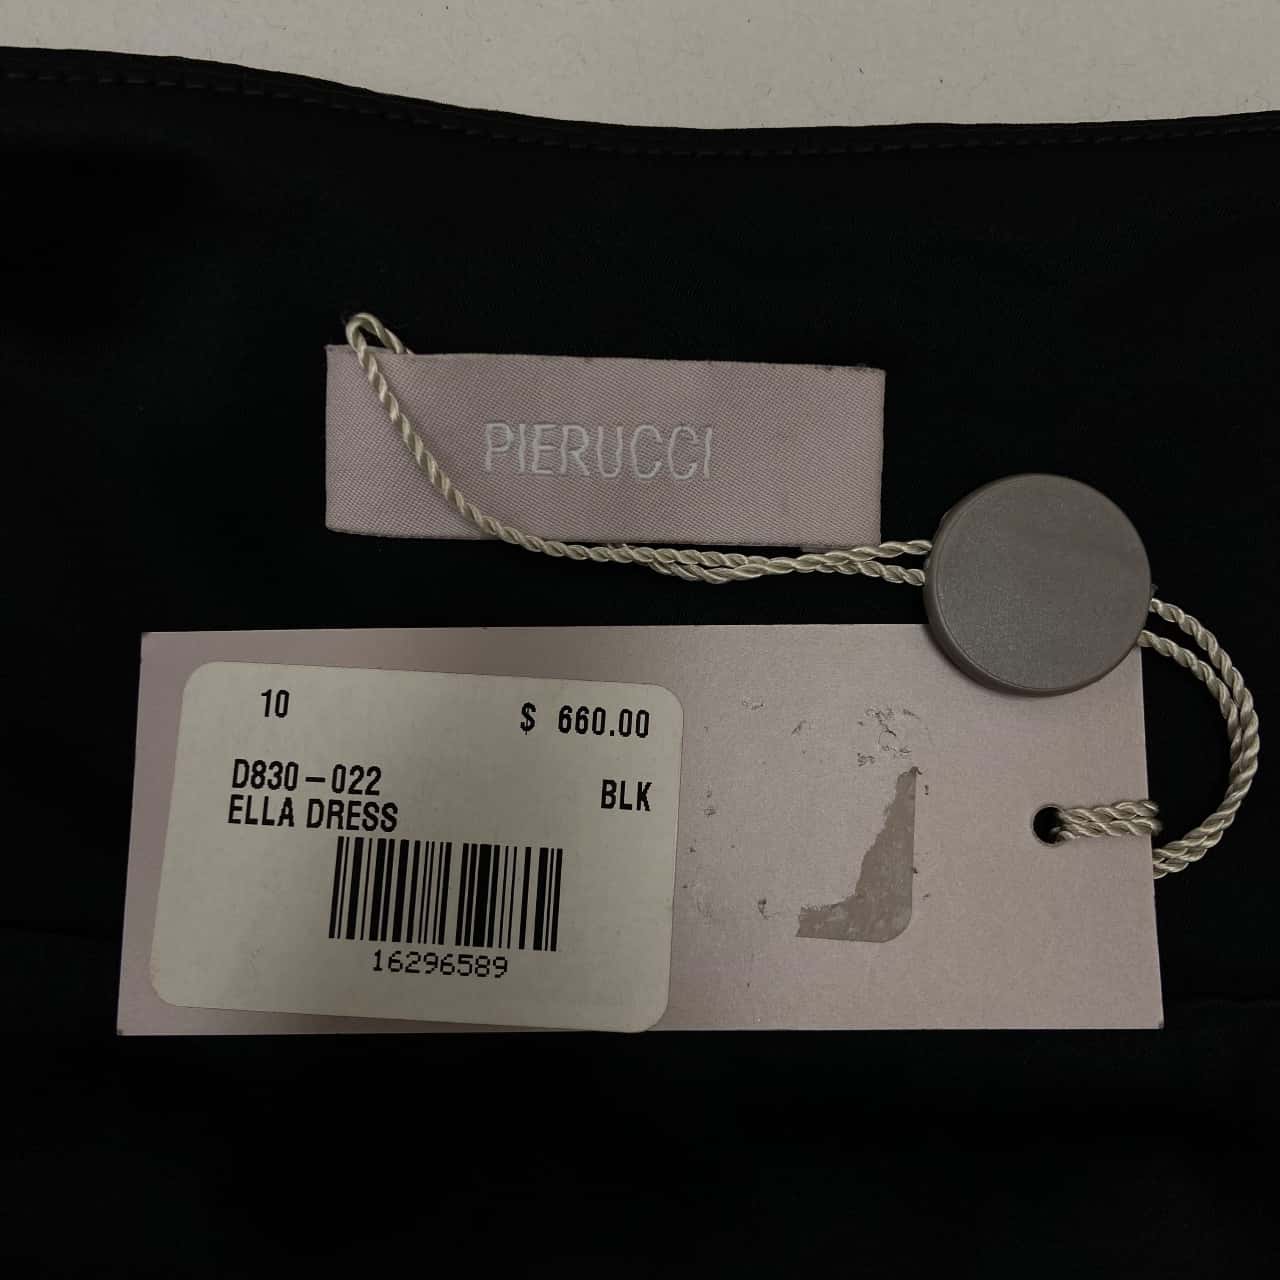 PIERUCCI
10
$ 660.00
D830-022
BLK
ELLA DRESS
16296589